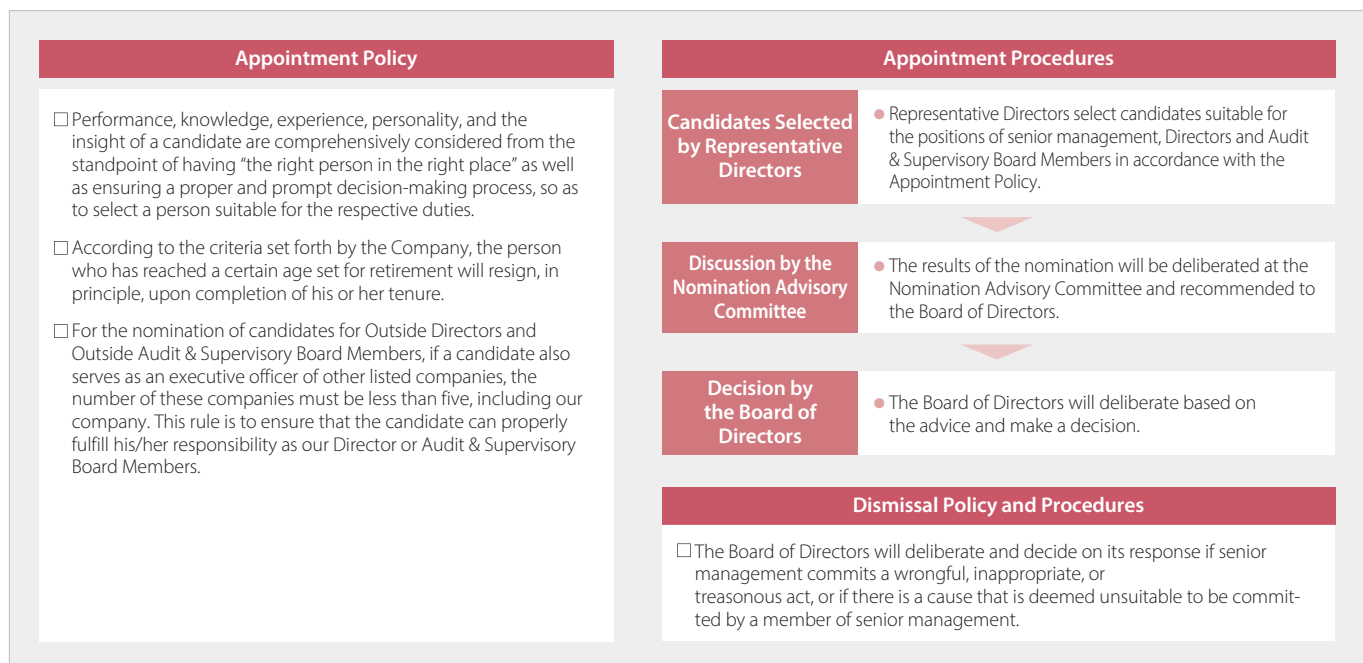 Appointment Policy
□ Performance, knowledge, experience, personality, and the
insight of a candidate are comprehensively considered from the
standpoint of having “the right person in the right place” as well
as ensuring a proper and prompt decision-making process, so as
to select a person suitable for the respective duties.
□ According to the criteria set forth by the Company, the person
who has reached a certain age set for retirement will resign, in
principle, upon completion of his or her tenure.
□ For the nomination of candidates for Outside Directors and
Outside Audit & Supervisory Board Members, if a candidate also
serves as an executive officer of other listed companies, the
number of these companies must be less than five, including our
company. This rule is to ensure that the candidate can properly
fulfill his/her responsibility as our Director or Audit & Supervisory
Board Members.
Appointment Procedures
Candidates Selected
by Representative
Directors
● Representative Directors select candidates suitable for
the positions of senior management, Directors and Audit
& Supervisory Board Members in accordance with the
Appointment Policy.
Discussion by the
Nomination Advisory
Committee
● The results of the nomination will be deliberated at the
Nomination Advisory Committee and recommended to
the Board of Directors.
Decision by
the Board of
Directors
● The Board of Directors will deliberate based on
the advice and make a decision.
Dismissal Policy and Procedures
□ The Board of Directors will deliberate and decide on its response if senior
management commits a wrongful, inappropriate, or
treasonous act, or if there is a cause that is deemed unsuitable to be commit-
ted by a member of senior management.